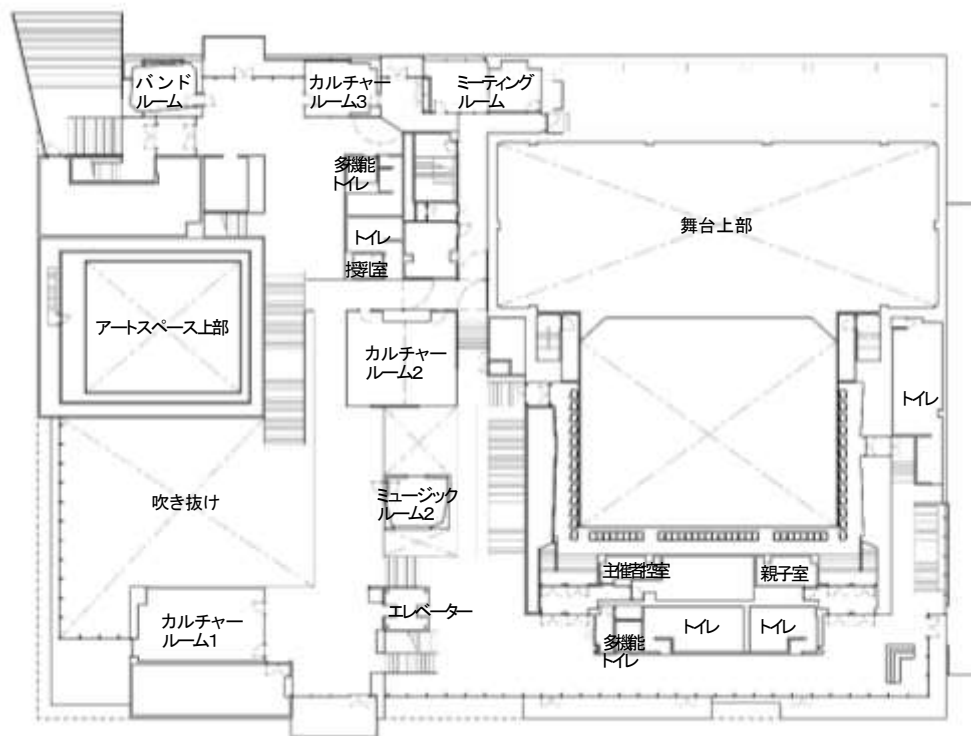 バンド
ルーム
カルチャー
ルーム3
ミーティング
ルーム
多機能
トイレ
トイレ
授乳室
舞台上部
アートスペース上部
カルチャー
ルーム2
トイレ
吹き抜け
ミュージック
ルーム2
主催者控室
親子室
エレベーター
カルチャー
ルーム1
多機能
トイレ
トイレ
トイレ